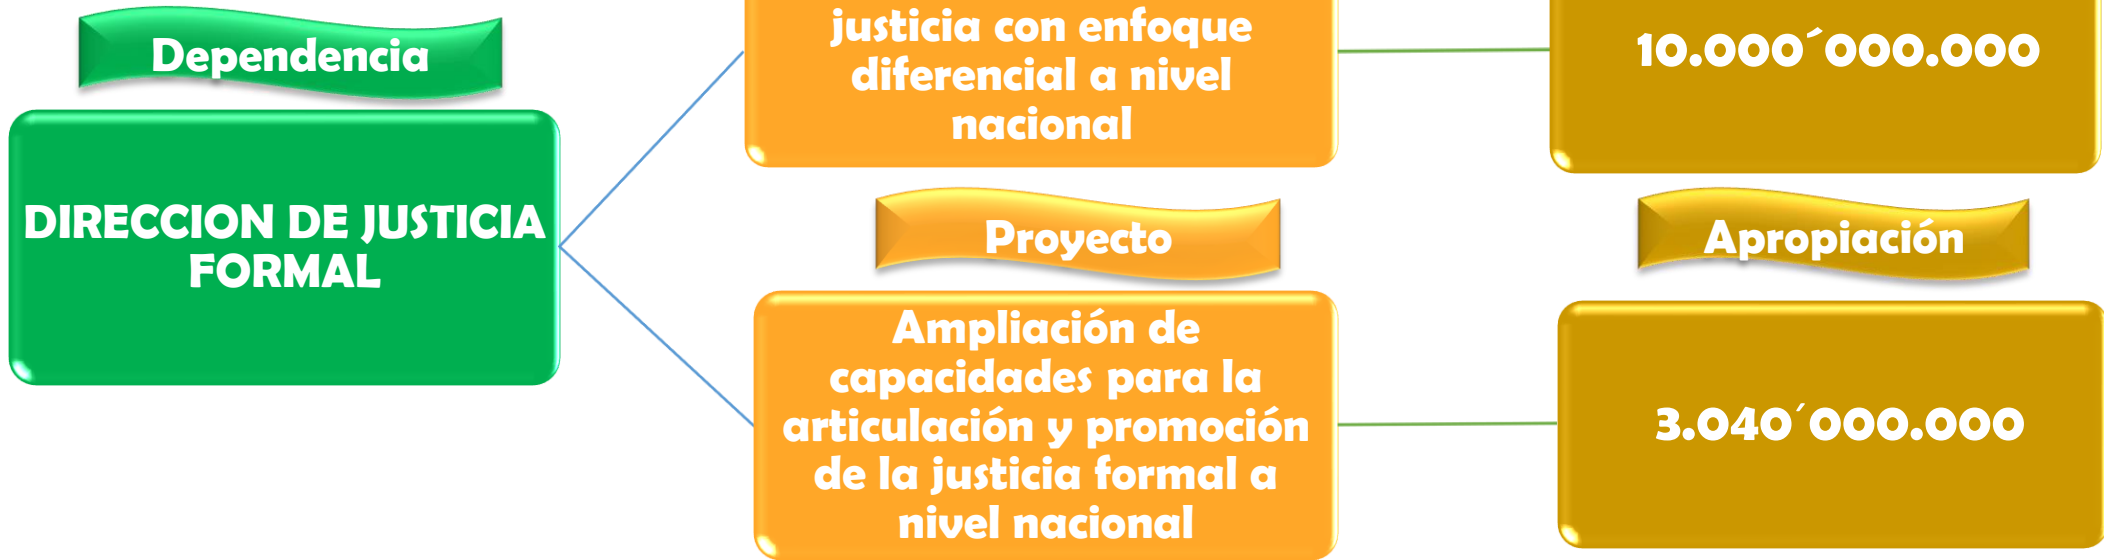 Dependencia
DIRECCION DE JUSTICIA
FORMAL
justicia con enfoque
diferencial a nivel
nacional
10.000´000.000
Proyecto
Apropiación
Ampliación de
capacidades para la
articulación y promoción
de la justicia formal a
nivel nacional
3.040´000.000